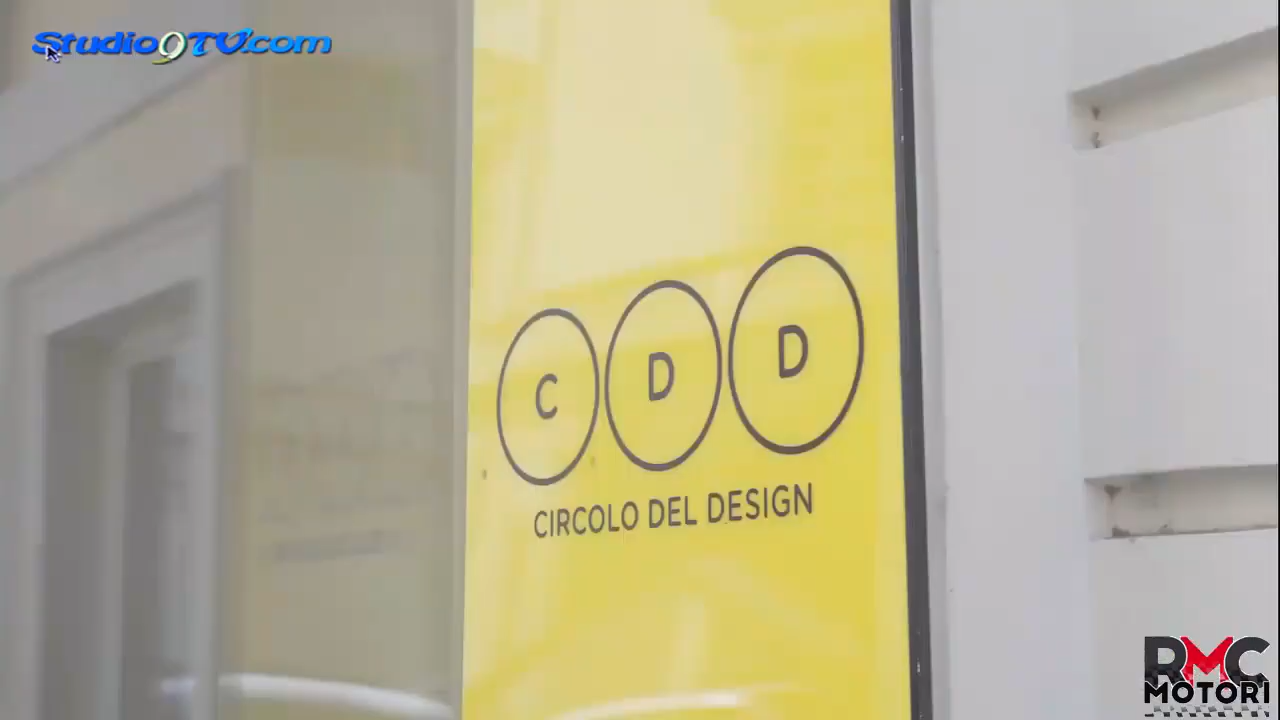 Studio9TV.com
C D D
CIRCOLO DEL DESIGN
RMC
MOTORI